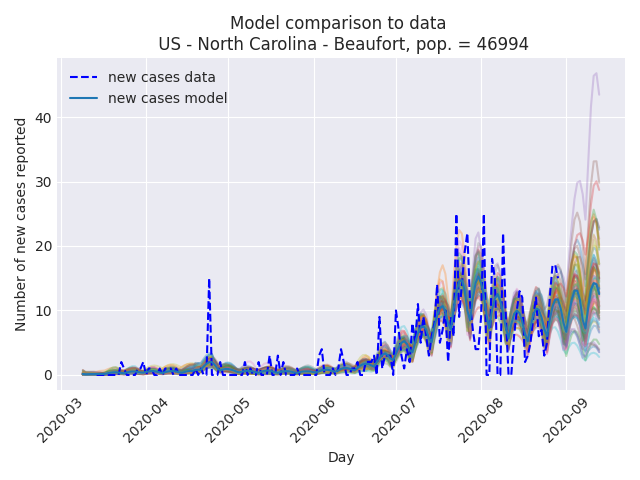 Model comparison to data
US - North Carolina - Beaufort, pop. = 46994
new cases data
new cases model
Number of new cases reported
40
30
20
10
0
2020-03
2020-04
2020-05
2020-06
2020-07
2020-08
2020-09
Day